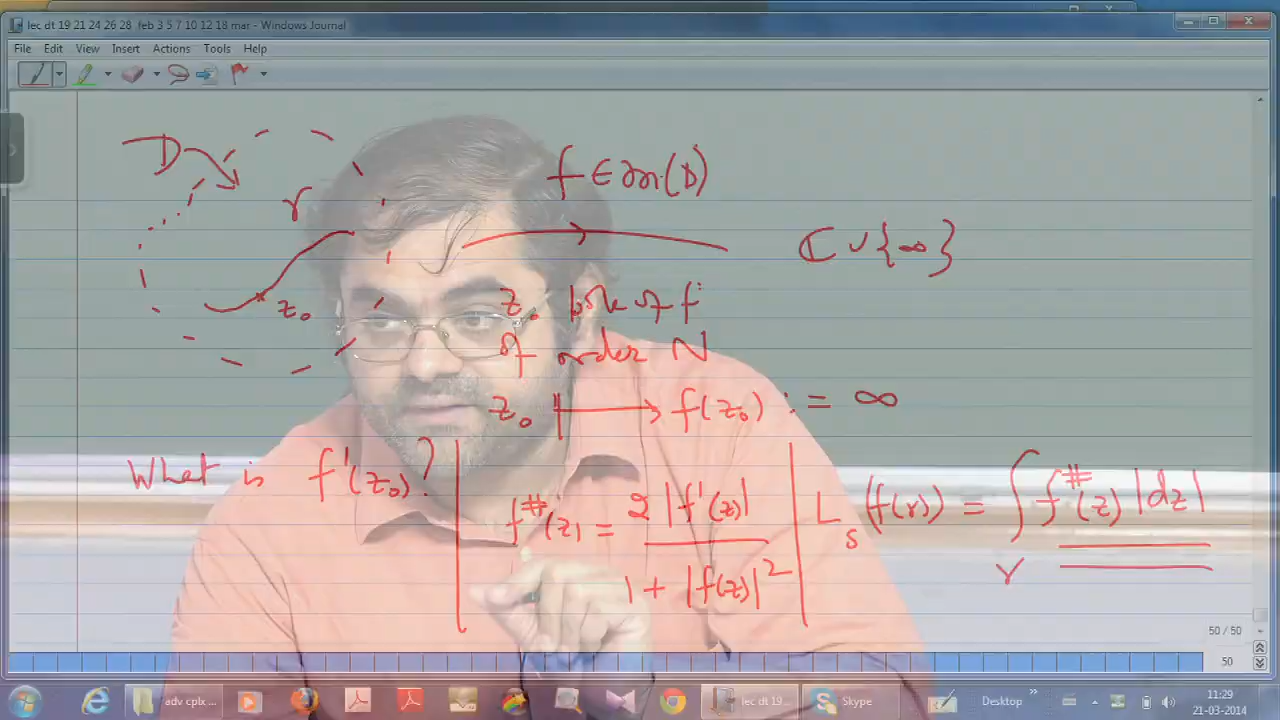 lec dt 19 21 24 26 28 feb 3 5 7 10 12 18 mar - Windows Journal
File Edit View Insert Actions Tools Help
D
γ
f ∈ m(D)
ℂ ∪ {∞}
z₀
z₀ pole of f
of order N
z₀ ↦ f(z₀) := ∞
What is f'(z₀)?
f^#(z) = 2|f'(z)| / (1 + |f(z)|²)
L_s(f(γ)) = ∫_γ f^#(z) |dz|
50 / 50
50
adv cplx ...
lec dt 19...
Skype
Desktop
11:29
21-03-2014